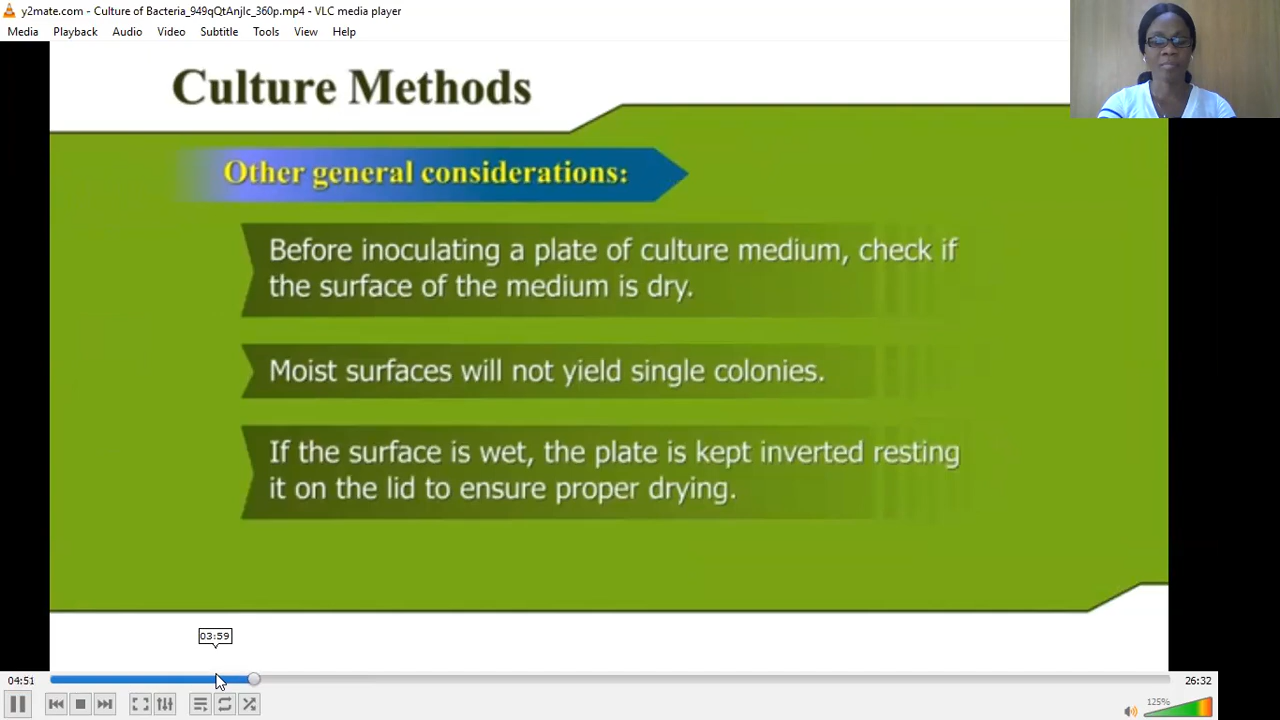 y2mate.com - Culture of Bacteria_949qQtAnjIc_360p.mp4 - VLC media player
Media Playback Audio Video Subtitle Tools View Help
Culture Methods
Other general considerations:
Before inoculating a plate of culture medium, check if
the surface of the medium is dry.
Moist surfaces will not yield single colonies.
If the surface is wet, the plate is kept inverted resting
it on the lid to ensure proper drying.
03:59
04:51
26:32
125%